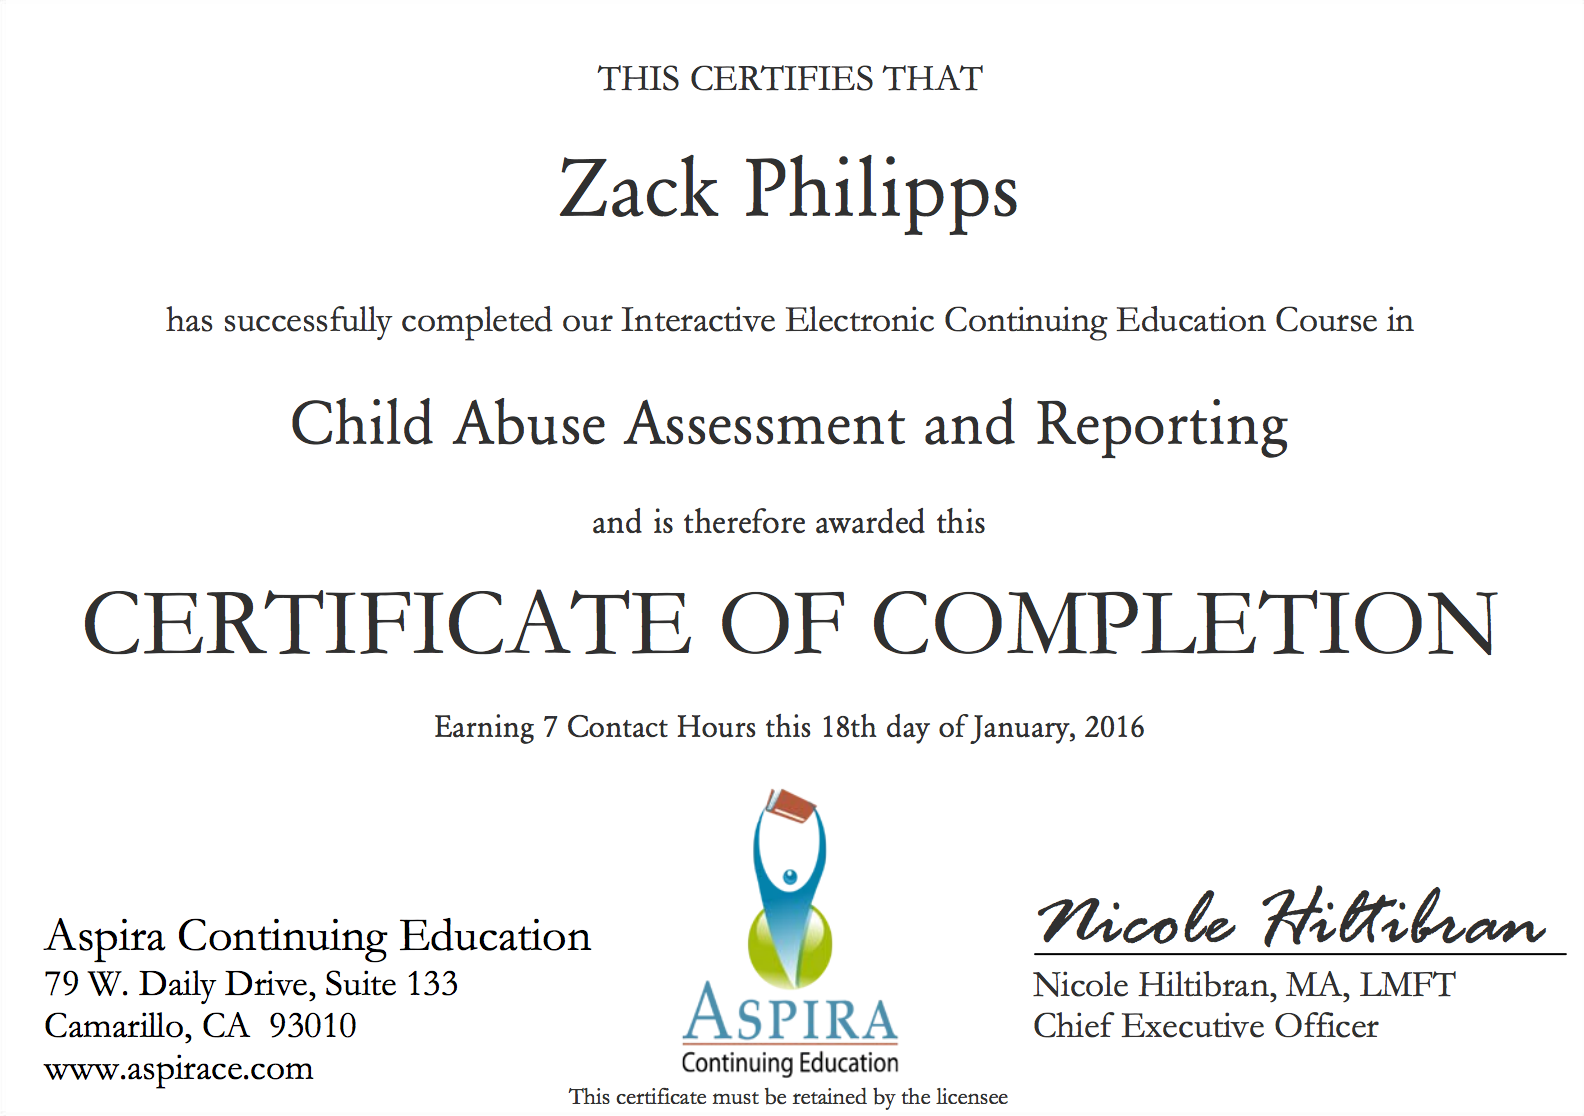 THIS CERTIFIES THAT
Zack Philipps
has successfully completed our Interactive Electronic Continuing Education Course in
Child Abuse Assessment and Reporting
and is therefore awarded this
CERTIFICATE OF COMPLETION
Earning 7 Contact Hours this 18th day of January, 2016
Aspira Continuing Education
79 W. Daily Drive, Suite 133
Camarillo, CA  93010
www.aspirace.com
ASPIRA
Continuing Education
Nicole Hiltibran
Nicole Hiltibran, MA, LMFT
Chief Executive Officer
This certificate must be retained by the licensee